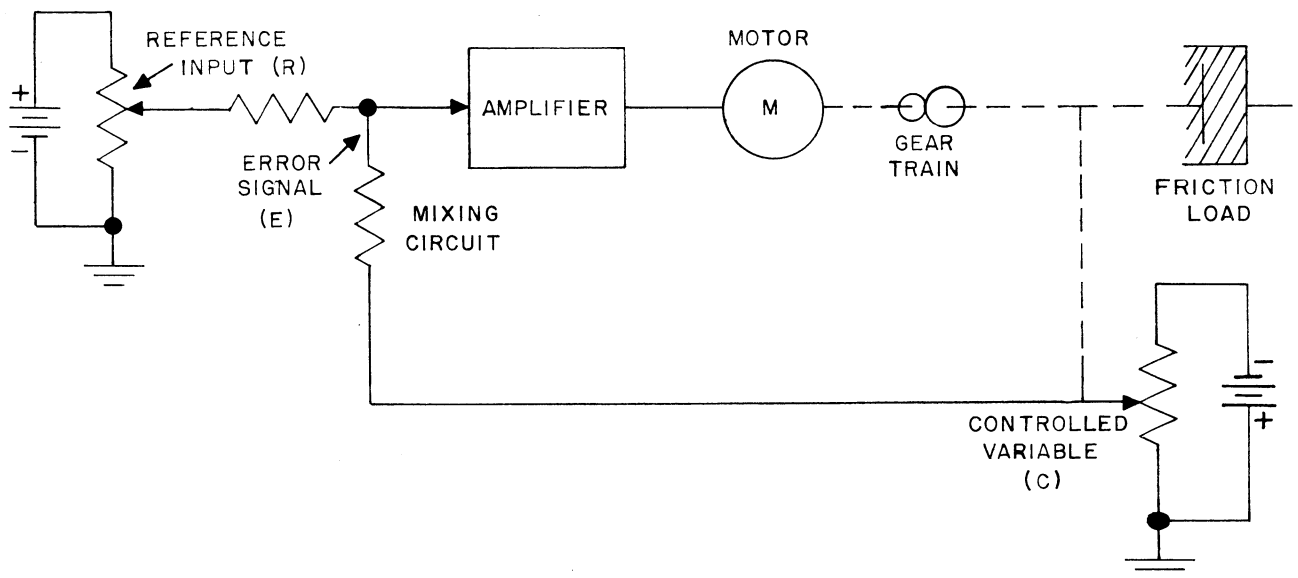 REFERENCE
INPUT (R)
+
−
ERROR
SIGNAL
(E)
MIXING
CIRCUIT
AMPLIFIER
MOTOR
M
GEAR
TRAIN
FRICTION
LOAD
CONTROLLED
VARIABLE
(C)
−
+